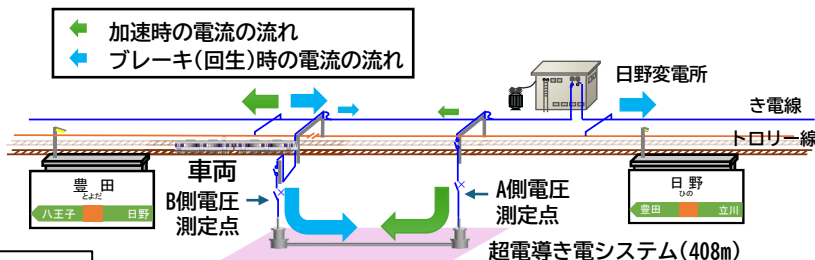 加速時の電流の流れ
ブレーキ(回生)時の電流の流れ
日野変電所
き電線
トロリー線
車両
豊田
とよだ
八王子 日野
B側電圧
測定点
A側電圧
測定点
日野
ひの
豊田 立川
超電導き電システム(408m)